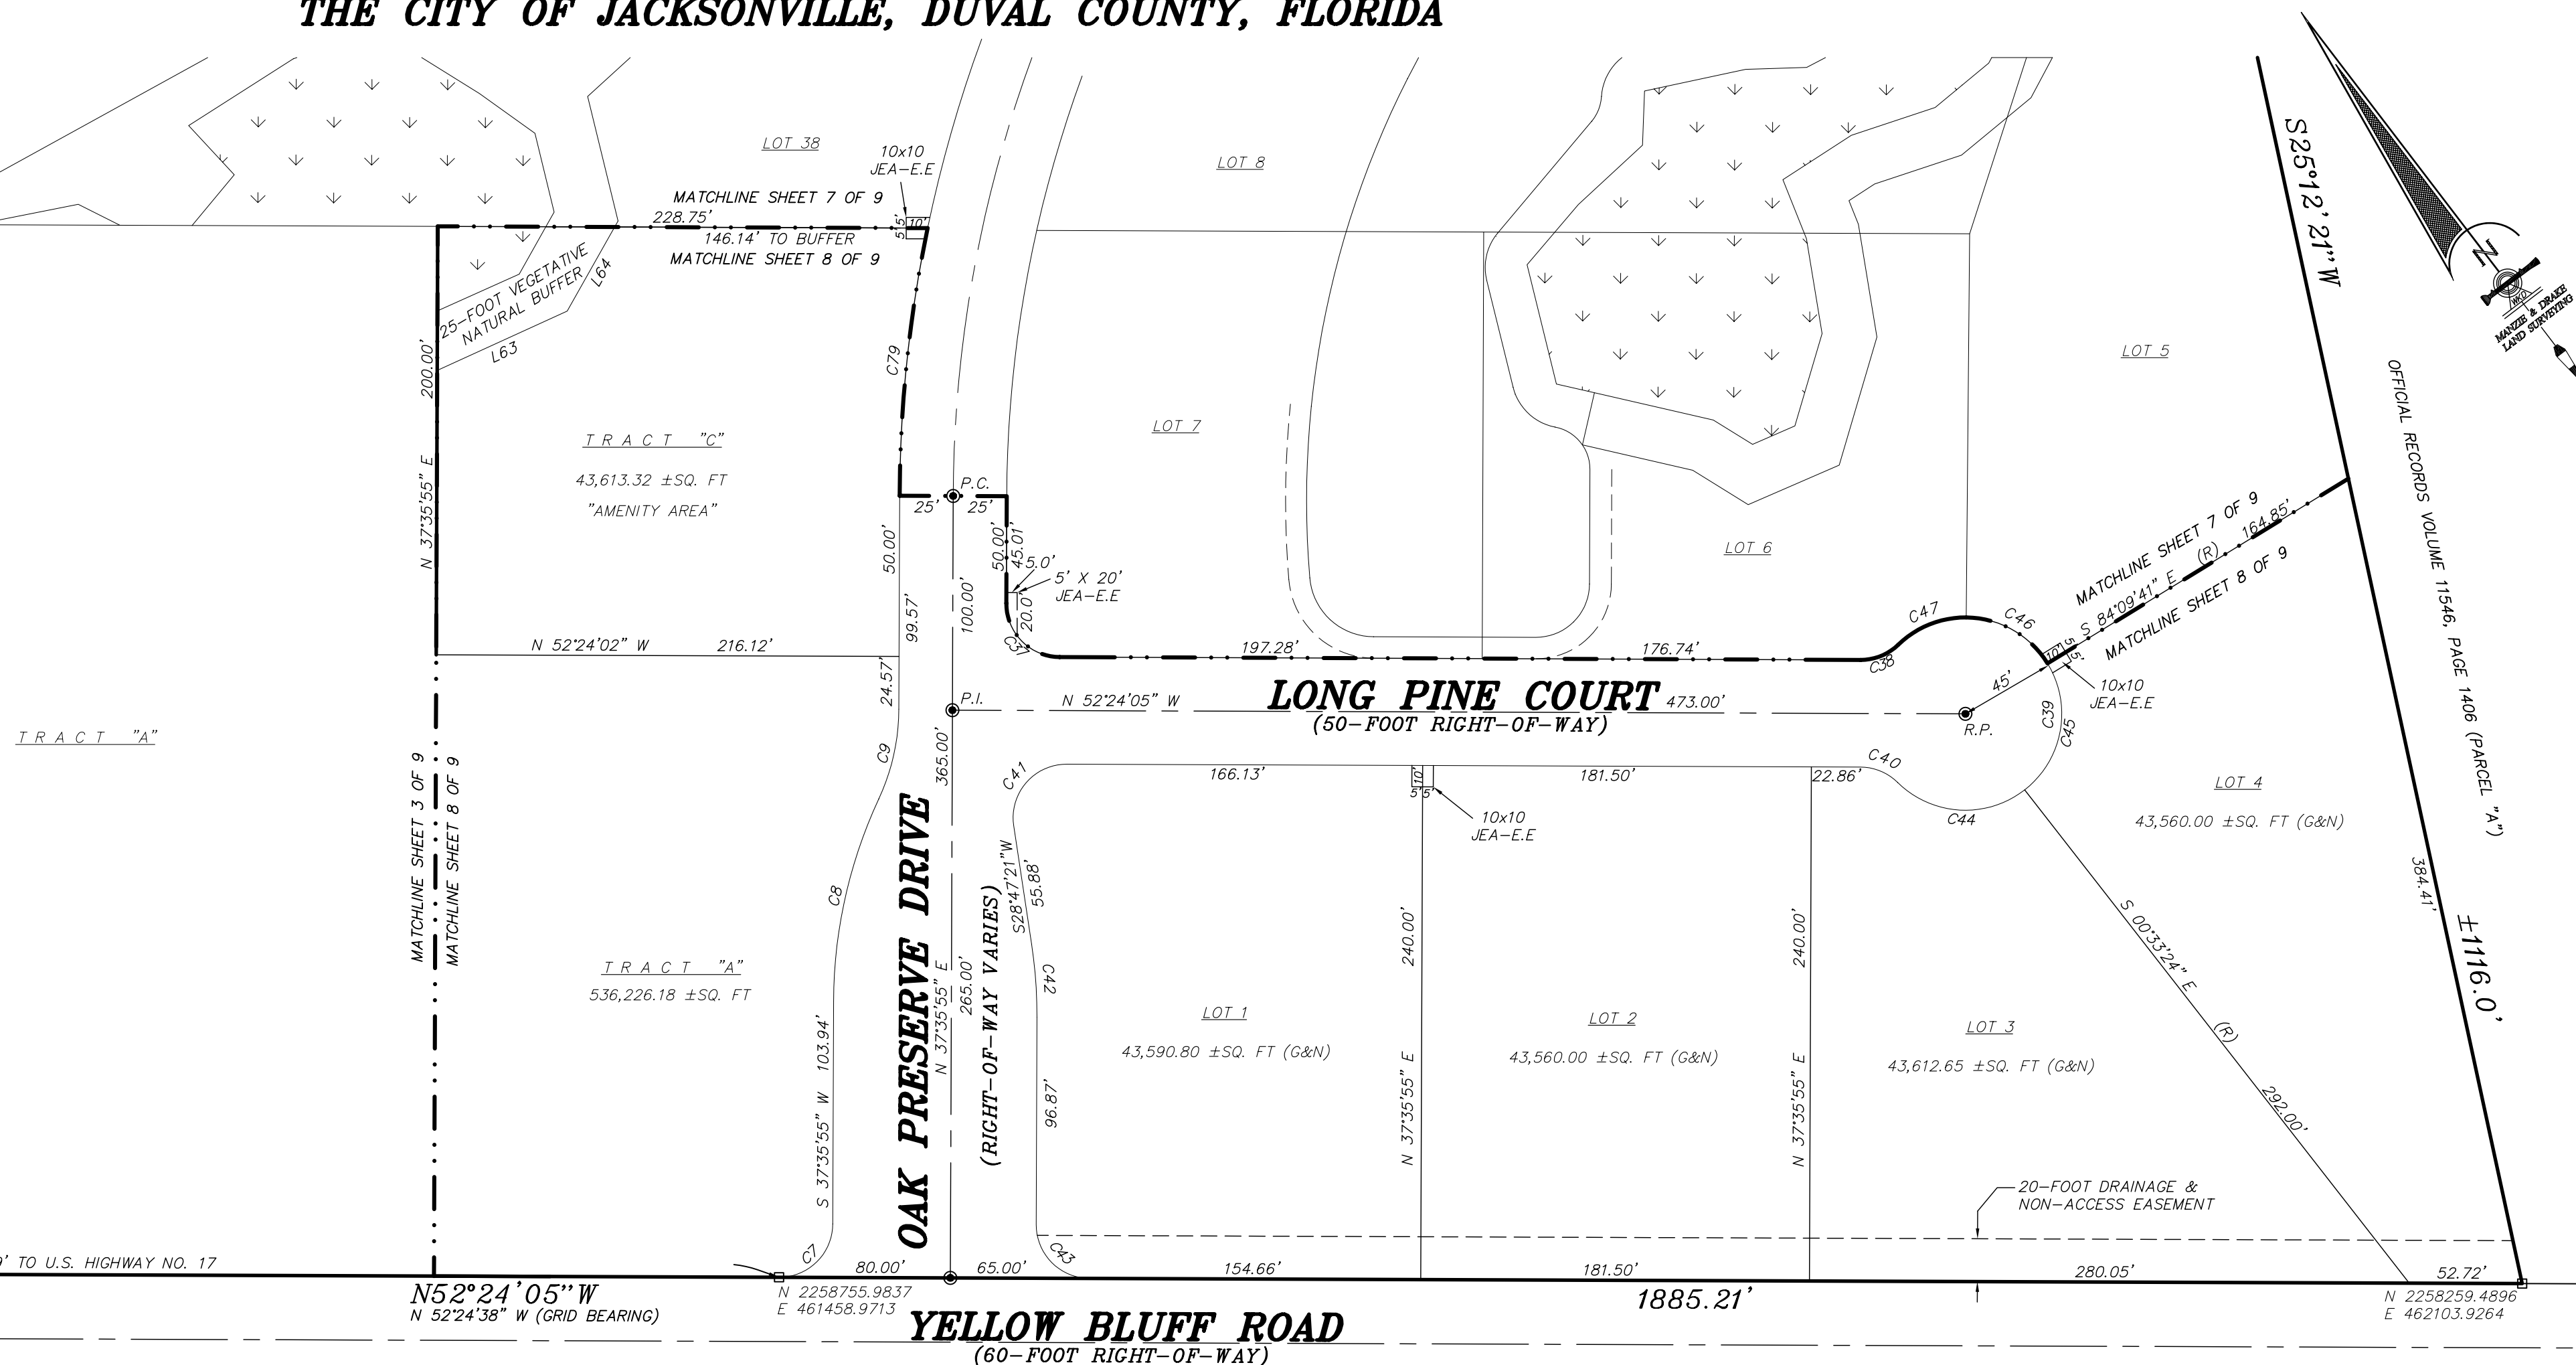 THE CITY OF JACKSONVILLE, DUVAL COUNTY, FLORIDA
LOT 38
10x10
JEA-E.E
LOT 8
MATCHLINE SHEET 7 OF 9
228.75'
5'
5'
10'
146.14' TO BUFFER
MATCHLINE SHEET 8 OF 9
25-FOOT VEGETATIVE
NATURAL BUFFER
L64
L63
S25°12'21"W
N
WKD
MANZIE & DRAKE
LAND SURVEYING
OFFICIAL RECORDS VOLUME 11546, PAGE 1406 (PARCEL "A")
384.41'
±1116.0'
LOT 5
200.00'
N 37°35'55" E
C79
TRACT "C"
43,613.32 ±SQ. FT
"AMENITY AREA"
LOT 7
P.C.
25'
25'
50.00'
50.00'
45.01'
5.0'
5' X 20'
JEA-E.E
20.0'
C37
99.57'
100.00'
LOT 6
MATCHLINE SHEET 7 OF 9
S 84°09'41" E (R)
164.85'
MATCHLINE SHEET 8 OF 9
C47
C46
10'
5'
5'
10x10
JEA-E.E
N 52°24'02" W
216.12'
197.28'
176.74'
C38
45'
R.P.
C39
C45
24.57'
P.I.
N 52°24'05" W
LONG PINE COURT
473.00'
(50-FOOT RIGHT-OF-WAY)
TRACT "A"
MATCHLINE SHEET 3 OF 9
MATCHLINE SHEET 8 OF 9
C9
365.00'
C41
166.13'
10'
5'
5'
181.50'
22.86'
C40
C44
10x10
JEA-E.E
LOT 4
43,560.00 ±SQ. FT (G&N)
C8
S28°47'21"W
55.88'
OAK PRESERVE DRIVE
N 37°35'55" E
265.00'
(RIGHT-OF-WAY VARIES)
C42
240.00'
240.00'
S 00°33'24" E
(R)
292.00'
TRACT "A"
536,226.18 ±SQ. FT
LOT 1
43,590.80 ±SQ. FT (G&N)
LOT 2
43,560.00 ±SQ. FT (G&N)
LOT 3
43,612.65 ±SQ. FT (G&N)
S 37°35'55" W 103.94'
96.87'
N 37°35'55" E
N 37°35'55" E
20-FOOT DRAINAGE &
NON-ACCESS EASEMENT
C7
C43
' TO U.S. HIGHWAY NO. 17
80.00'
65.00'
154.66'
181.50'
280.05'
52.72'
N52°24'05"W
N 52°24'38" W (GRID BEARING)
N 2258755.9837
E 461458.9713
1885.21'
N 2258259.4896
E 462103.9264
YELLOW BLUFF ROAD
(60-FOOT RIGHT-OF-WAY)